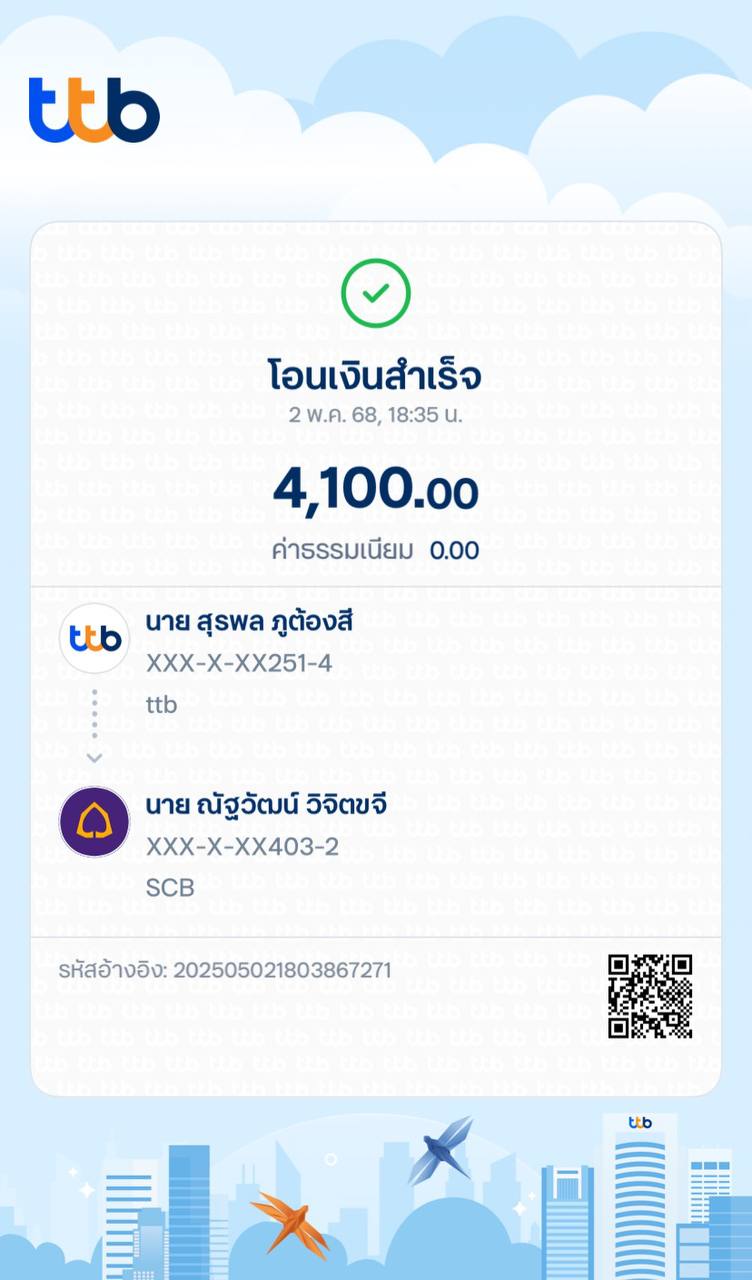 ttb
โอนเงินสำเร็จ
2 พ.ค. 68, 18:35 น.
4,100.00
ค่าธรรมเนียม 0.00
ttb
นาย สุรพล ภูต้องสี
XXX-X-XX251-4
ttb
นาย ณัฐวัฒน์ วิจิตขจี
XXX-X-XX403-2
SCB
รหัสอ้างอิง: 202505021803867271
ttb